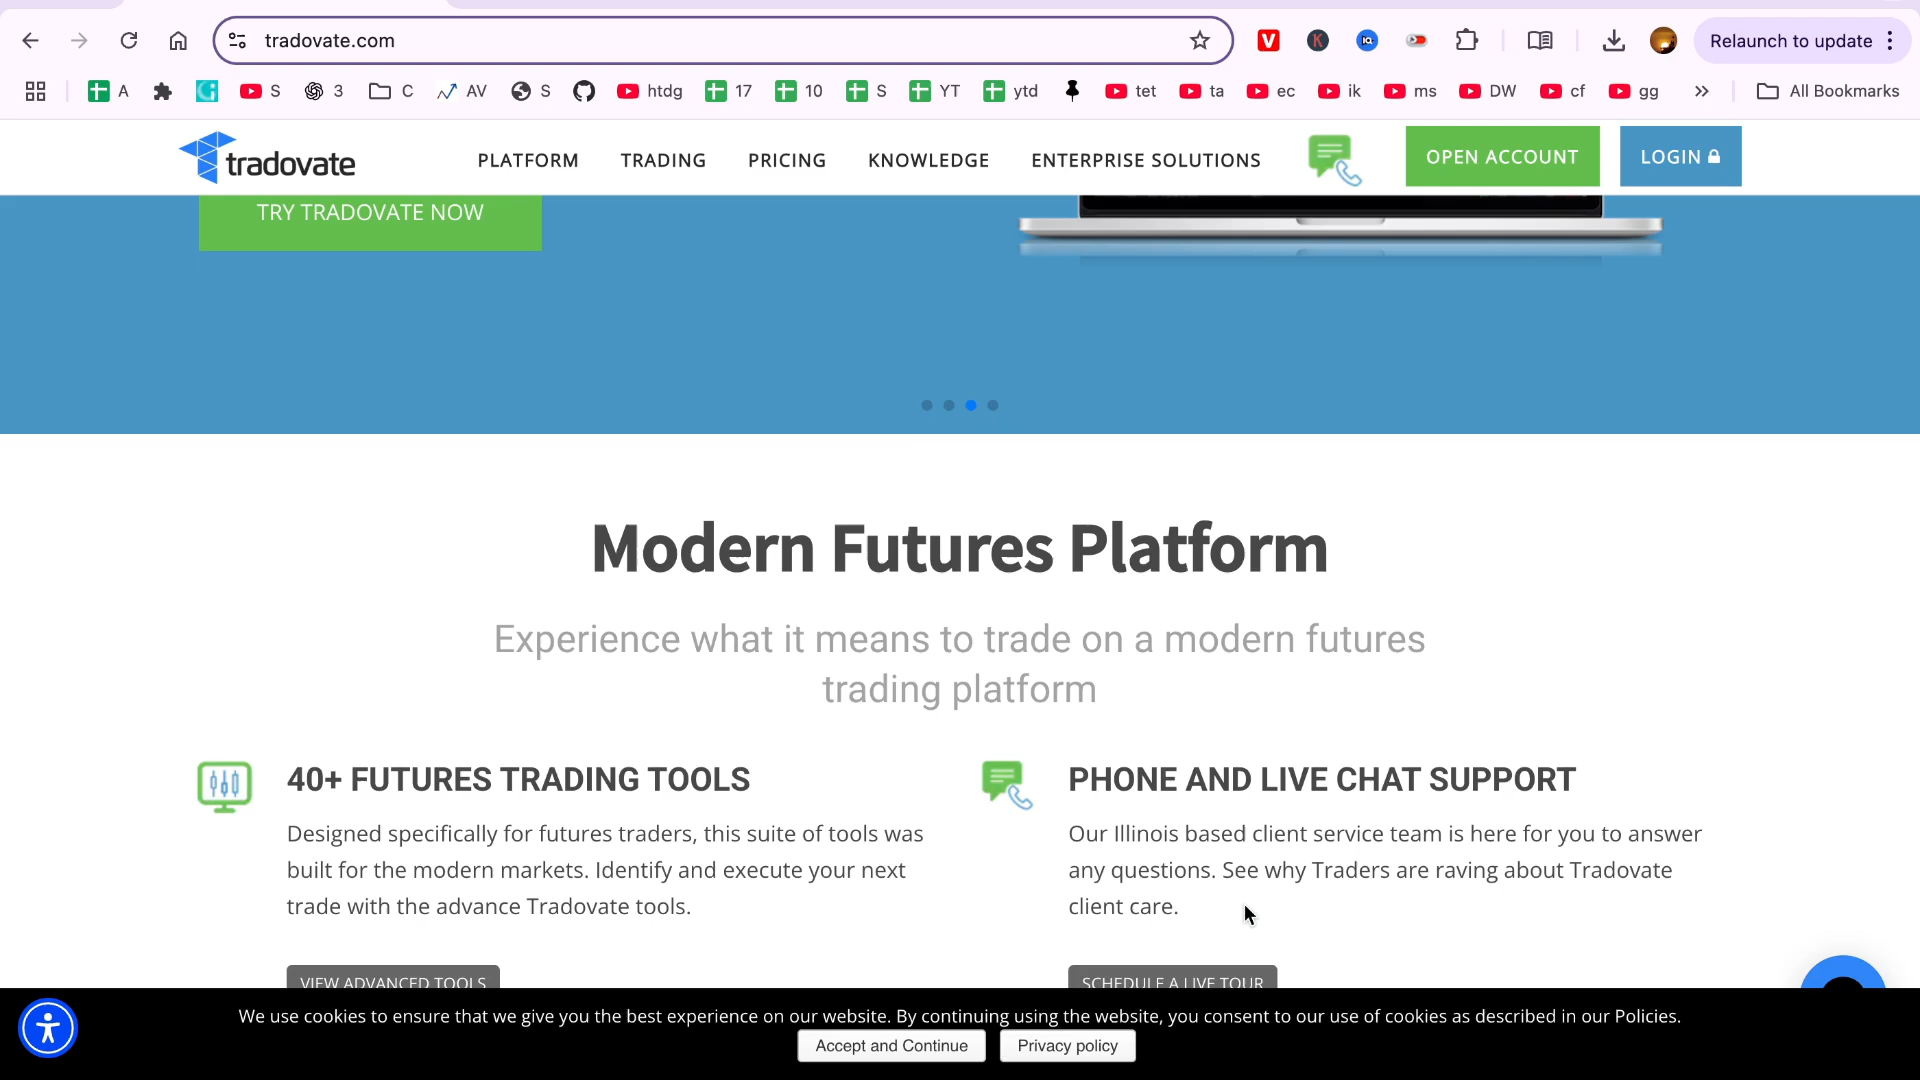 tradovate.com
Relaunch to update
A S 3 C AV S htdg 17 10 S YT ytd tet ta ec ik ms DW cf gg » All Bookmarks
tradovate PLATFORM TRADING PRICING KNOWLEDGE ENTERPRISE SOLUTIONS OPEN ACCOUNT LOGIN
TRY TRADOVATE NOW
Modern Futures Platform
Experience what it means to trade on a modern futures
trading platform
40+ FUTURES TRADING TOOLS
Designed specifically for futures traders, this suite of tools was
built for the modern markets. Identify and execute your next
trade with the advance Tradovate tools.
VIEW ADVANCED TOOLS
PHONE AND LIVE CHAT SUPPORT
Our Illinois based client service team is here for you to answer
any questions. See why Traders are raving about Tradovate
client care.
SCHEDULE A LIVE TOUR
We use cookies to ensure that we give you the best experience on our website. By continuing using the website, you consent to our use of cookies as described in our Policies.
Accept and Continue Privacy policy